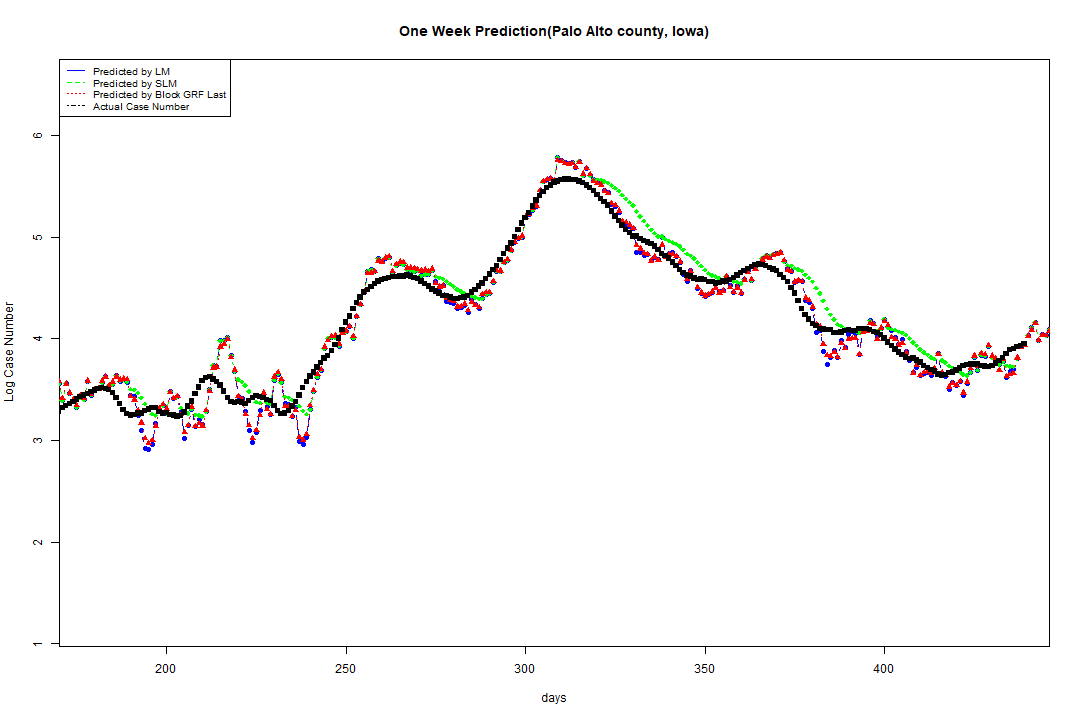 One Week Prediction(Palo Alto county, Iowa)
Predicted by LM
Predicted by SLM
Predicted by Block GRF Last
Actual Case Number
6
5
4
3
2
1
Log Case Number
200 250 300 350 400
days